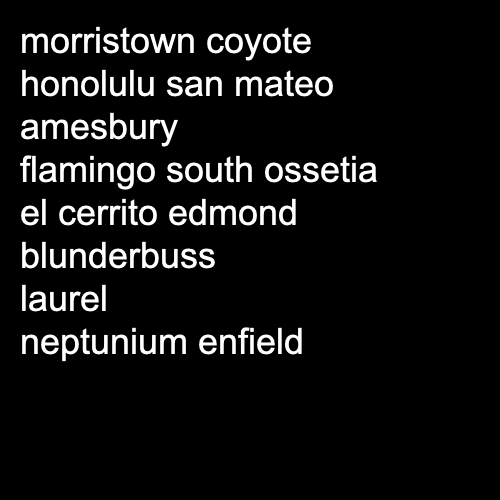 morristown coyote
honolulu san mateo
amesbury
flamingo south ossetia
el cerrito edmond
blunderbuss
laurel
neptunium enfield